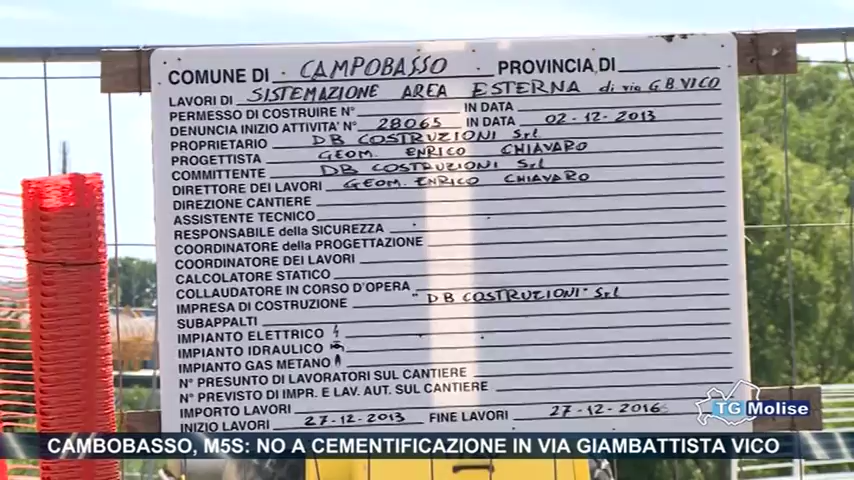 COMUNE DI CAMPOBASSO PROVINCIA DI
LAVORI DI SISTEMAZIONE AREA ESTERNA di via G.B. VICO
PERMESSO DI COSTRUIRE N° IN DATA
DENUNCIA INIZIO ATTIVITA' N° 28065 IN DATA 02-12-2013
PROPRIETARIO DB COSTRUZIONI Srl
PROGETTISTA GEOM. ENRICO CHIAVARO
COMMITTENTE DB COSTRUZIONI Srl
DIRETTORE DEI LAVORI GEOM. ENRICO CHIAVARO
DIREZIONE CANTIERE
ASSISTENTE TECNICO
RESPONSABILE della SICUREZZA
COORDINATORE della PROGETTAZIONE
COORDINATORE DEI LAVORI
CALCOLATORE STATICO
COLLAUDATORE IN CORSO D'OPERA
IMPRESA DI COSTRUZIONE "DB COSTRUZIONI" Srl
SUBAPPALTI
IMPIANTO ELETTRICO
IMPIANTO IDRAULICO
IMPIANTO GAS METANO
N° PRESUNTO DI LAVORATORI SUL CANTIERE
N° PREVISTO DI IMPR. E LAV. AUT. SUL CANTIERE
IMPORTO LAVORI
INIZIO LAVORI 27-12-2013 FINE LAVORI 27-12-2016
TG Molise
CAMBOBASSO, M5S: NO A CEMENTIFICAZIONE IN VIA GIAMBATTISTA VICO